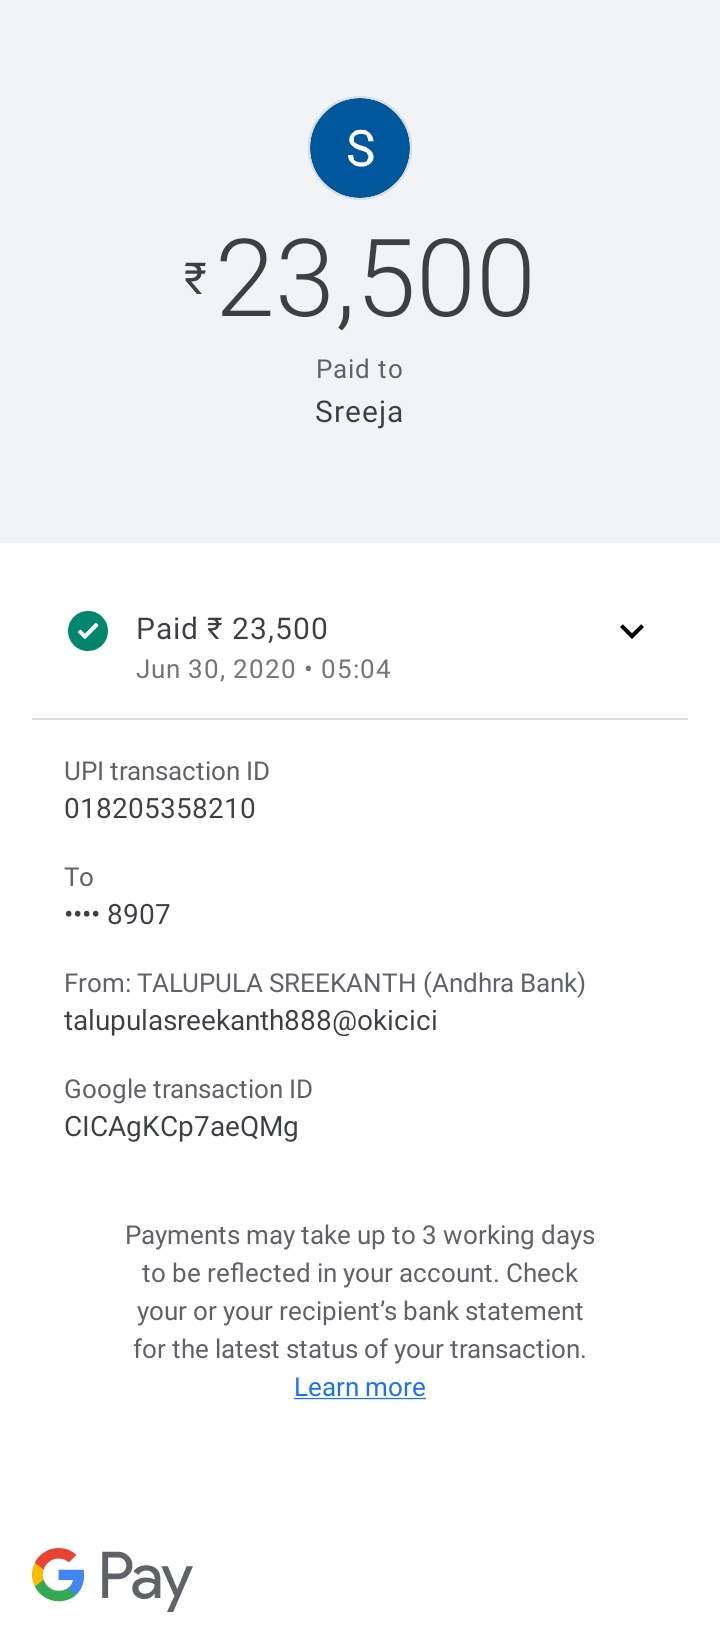 S
₹23,500
Paid to
Sreeja
Paid ₹ 23,500
Jun 30, 2020 • 05:04
UPI transaction ID
018205358210
To
•••• 8907
From: TALUPULA SREEKANTH (Andhra Bank)
talupulasreekanth888@okicici
Google transaction ID
CICAgKCp7aeQMg
Payments may take up to 3 working days
to be reflected in your account. Check
your or your recipient’s bank statement
for the latest status of your transaction.
Learn more
G Pay